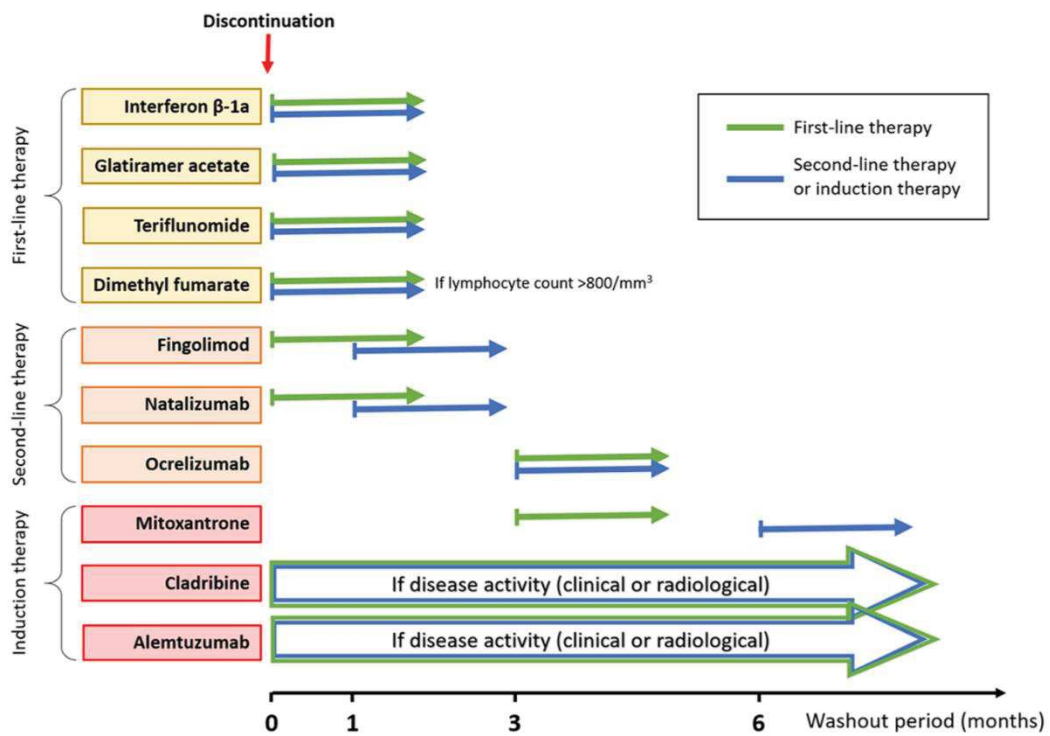 Discontinuation
First-line therapy
Interferon β-1a
Glatiramer acetate
Teriflunomide
Dimethyl fumarate
If lymphocyte count >800/mm³
First-line therapy
Second-line therapy
or induction therapy
Second-line therapy
Fingolimod
Natalizumab
Ocrelizumab
Induction therapy
Mitoxantrone
Cladribine
If disease activity (clinical or radiological)
Alemtuzumab
If disease activity (clinical or radiological)
0 1 3 6 Washout period (months)